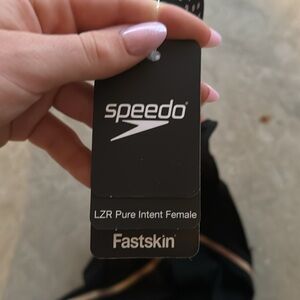 speedo
LZR Pure Intent Female
Fastskin